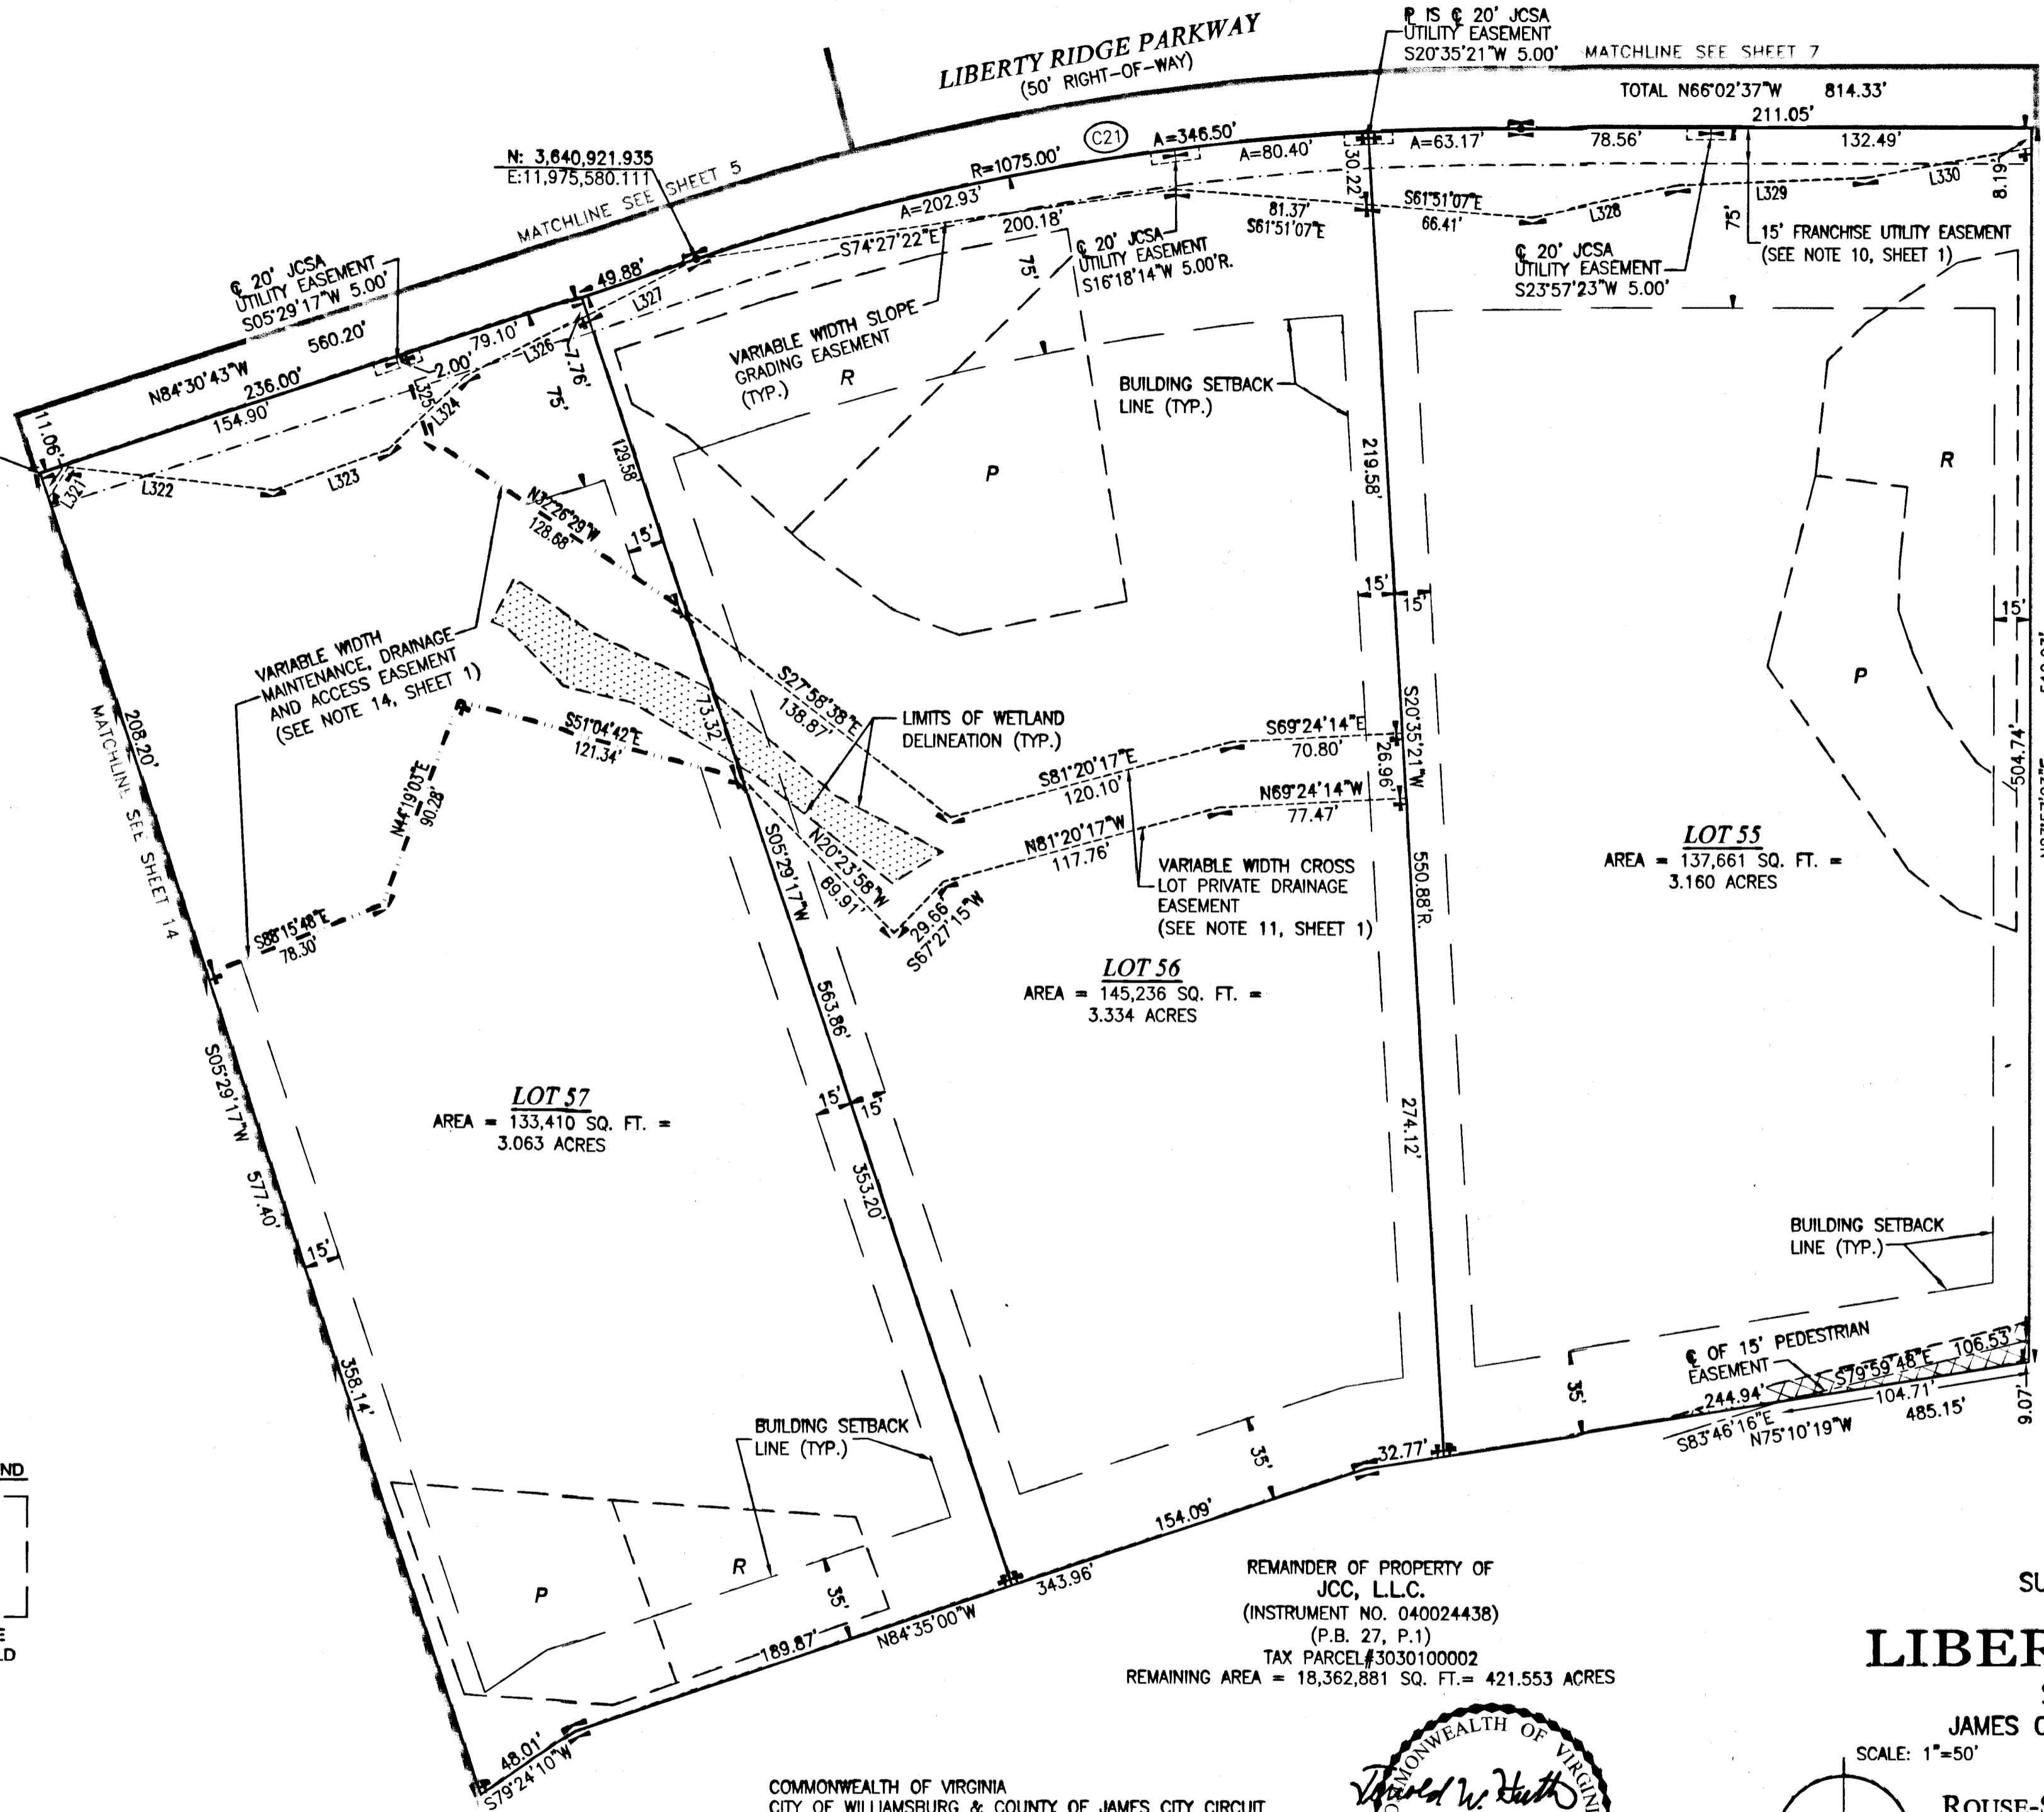 LIBERTY RIDGE PARKWAY
(50' RIGHT-OF-WAY)
℄ IS ℄ 20' JCSA
UTILITY EASEMENT
S20°35'21"W 5.00'
MATCHLINE SEE SHEET 7
TOTAL N66°02'37"W 814.33'
211.05'
C21
A=346.50'
R=1075.00'
A=202.93'
A=80.40'
A=63.17'
78.56'
132.49'
N: 3,640,921.935
E:11,975,580.111
MATCHLINE SEE SHEET 5
℄ 20' JCSA
UTILITY EASEMENT
S05°29'17"W 5.00'
560.20'
N84°30'43"W
236.00'
154.90'
79.10'
2.00'
49.88'
11.06'
L321
L322
L323
L324
L325
L326
L327
7.76'
75'
S74°27'22"E
200.18'
75'
℄ 20' JCSA
UTILITY EASEMENT
S16°18'14"W 5.00'R.
81.37'
S61°51'07"E
30.22'
S61°51'07"E
66.41'
L328
L329
L330
8.19'
75'
15' FRANCHISE UTILITY EASEMENT
(SEE NOTE 10, SHEET 1)
℄ 20' JCSA
UTILITY EASEMENT
S23°57'23"W 5.00'
VARIABLE WIDTH SLOPE
GRADING EASEMENT
(TYP.)
R
P
BUILDING SETBACK
LINE (TYP.)
129.58'
219.58'
R
P
N32°26'29"W
128.68'
15'
15'
15'
15'
504.74'
VARIABLE WIDTH
MAINTENANCE, DRAINAGE
AND ACCESS EASEMENT
(SEE NOTE 14, SHEET 1)
208.20'
MATCHLINE SEE SHEET 14
S51°04'42"E
121.34'
N44°19'03"E
90.28'
S88°15'48"E
78.30'
73.32'
S27°58'38"E
138.87'
LIMITS OF WETLAND
DELINEATION (TYP.)
S81°20'17"E
120.10'
S69°24'14"E
70.80'
26.96'
S20°35'21"W
N69°24'14"W
77.47'
N81°20'17"W
117.76'
S05°29'17"W
N20°23'58"W
89.91'
29.66'
S67°27'15"W
VARIABLE WIDTH CROSS
LOT PRIVATE DRAINAGE
EASEMENT
(SEE NOTE 11, SHEET 1)
550.88'R.
LOT 55
AREA = 137,661 SQ. FT. =
3.160 ACRES
LOT 56
AREA = 145,236 SQ. FT. =
3.334 ACRES
563.86'
LOT 57
AREA = 133,410 SQ. FT. =
3.063 ACRES
S05°29'17"W
577.40'
15'
15'
15'
353.20'
274.12'
358.14'
BUILDING SETBACK
LINE (TYP.)
℄ OF 15' PEDESTRIAN
EASEMENT
S79°59'48"E
106.53'
244.94'
104.71'
S83°46'16"E
N75°10'19"W
485.15'
9.07'
35'
35'
32.77'
BUILDING SETBACK
LINE (TYP.)
P
R
35'
154.09'
343.96'
N84°35'00"W
189.87'
48.01'
S79°24'10"W
REMAINDER OF PROPERTY OF
JCC, L.L.C.
(INSTRUMENT NO. 040024438)
(P.B. 27, P.1)
TAX PARCEL#3030100002
REMAINING AREA = 18,362,881 SQ. FT.= 421.553 ACRES
COMMONWEALTH OF VIRGINIA
CITY OF WILLIAMSBURG & COUNTY OF JAMES CITY CIRCUIT
COMMONWEALTH OF VIRGINIA
LIBER
JAMES C
SCALE: 1"=50'
ROUSE-S
SU
ND
LD